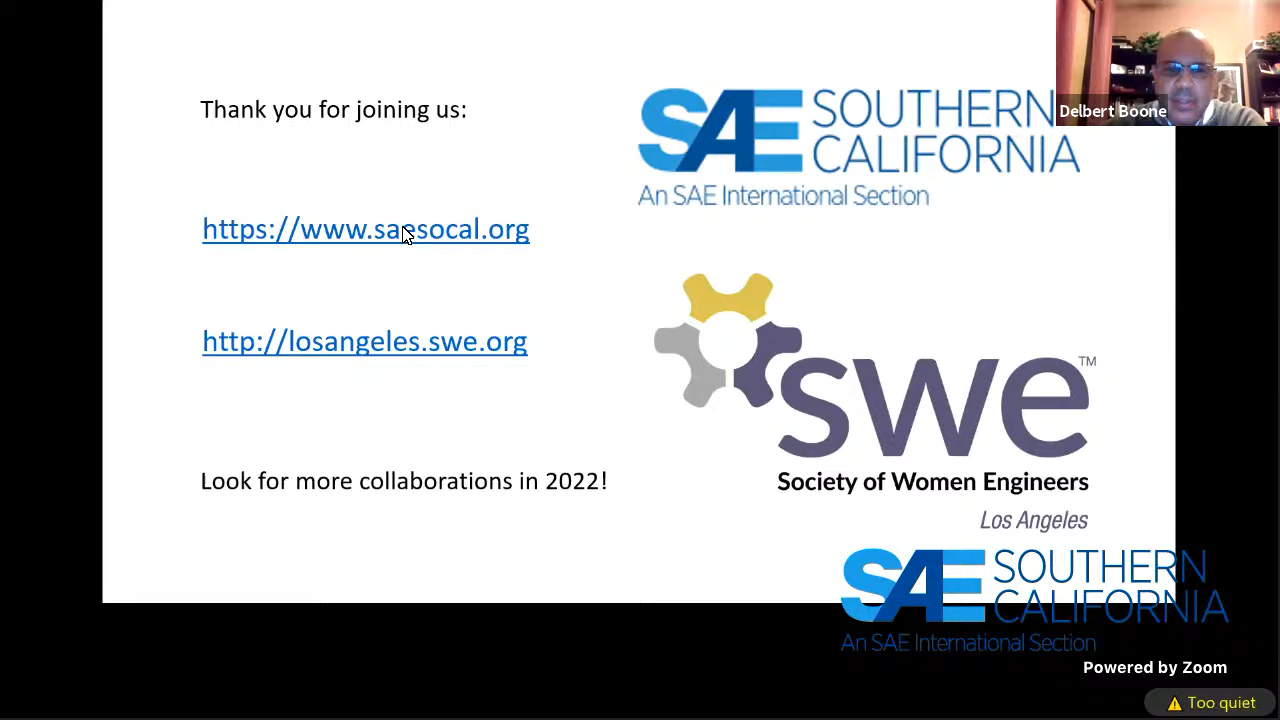 Thank you for joining us:
https://www.saesocal.org
http://losangeles.swe.org
Look for more collaborations in 2022!
SAE SOUTHERN
CALIFORNIA
An SAE International Section
Delbert Boone
swe™
Society of Women Engineers
Los Angeles
SAE SOUTHERN
CALIFORNIA
An SAE International Section
Powered by Zoom
Too quiet